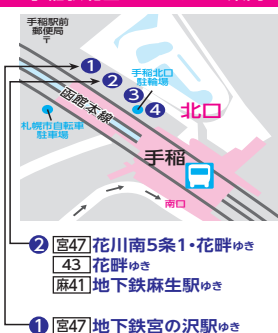 手稲駅前
郵便局
〒
1
2
手稲北口
駐輪場
3
4
北口
函館本線
札幌市自転車
駐車場
手稲
南口
2 宮47 花川南5条1・花畔ゆき
43 花畔ゆき
麻41 地下鉄麻生駅ゆき
1 宮47 地下鉄宮の沢駅ゆき